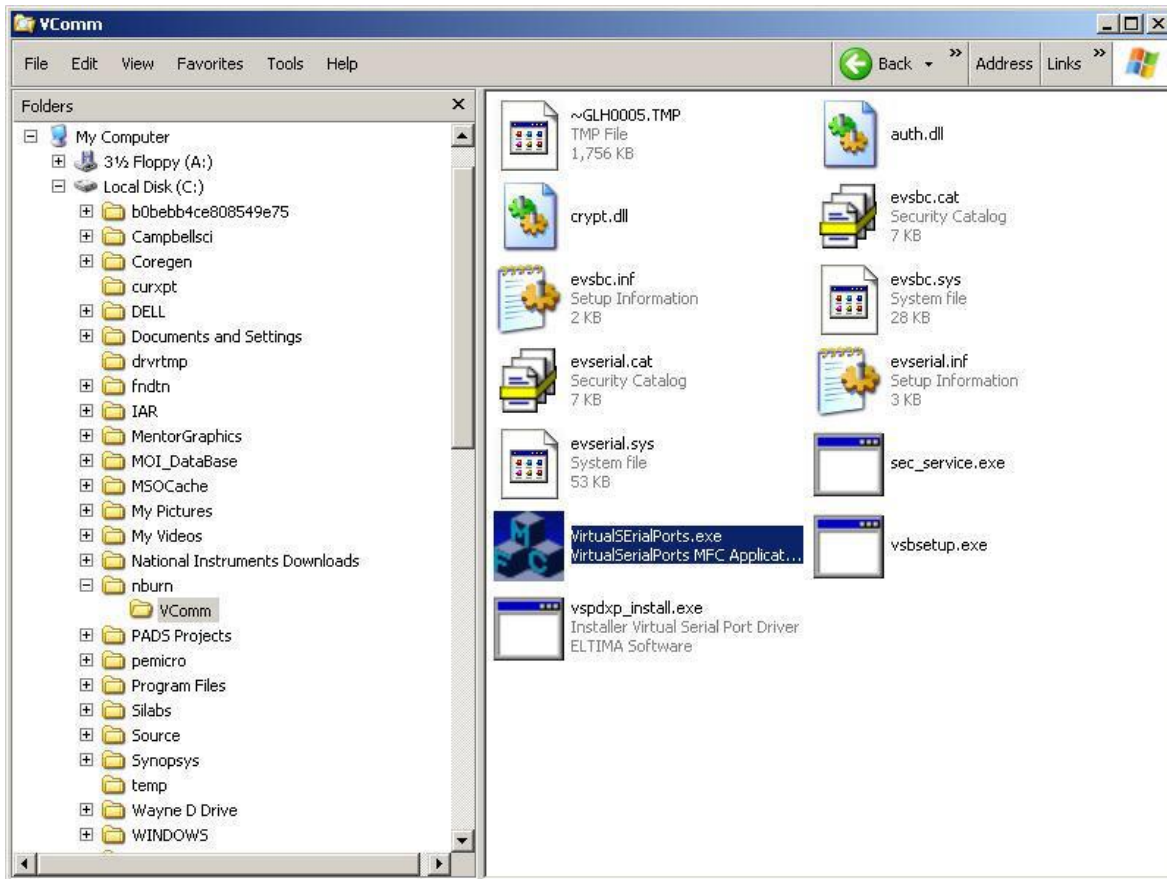 VComm
File Edit View Favorites Tools Help
Back » Address Links »
Folders
My Computer
3½ Floppy (A:)
Local Disk (C:)
b0bebb4ce808549e75
Campbellsci
Coregen
curxpt
DELL
Documents and Settings
drvrtmp
fndtn
IAR
MentorGraphics
MOI_DataBase
MSOCache
My Pictures
My Videos
National Instruments Downloads
nburn
VComm
PADS Projects
pemicro
Program Files
Silabs
Source
Synopsys
temp
Wayne D Drive
WINDOWS
~GLH0005.TMP
TMP File
1,756 KB
auth.dll
crypt.dll
evsbc.cat
Security Catalog
7 KB
evsbc.inf
Setup Information
2 KB
evsbc.sys
System file
28 KB
evserial.cat
Security Catalog
7 KB
evserial.inf
Setup Information
3 KB
evserial.sys
System file
53 KB
sec_service.exe
MFC
VirtualSErialPorts.exe
VirtualSerialPorts MFC Applicat...
vsbsetup.exe
vspdxp_install.exe
Installer Virtual Serial Port Driver
ELTIMA Software